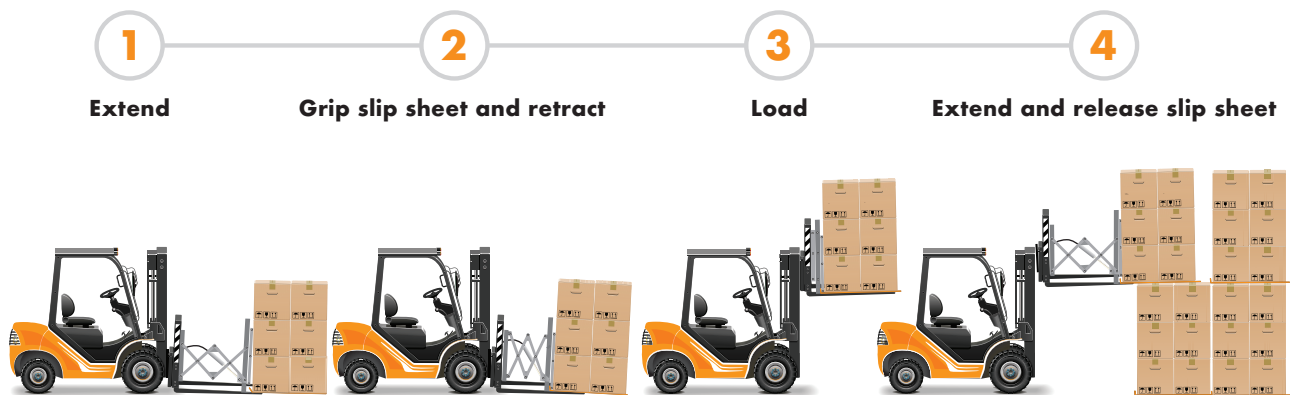 1
2
3
4
Extend
Grip slip sheet and retract
Load
Extend and release slip sheet